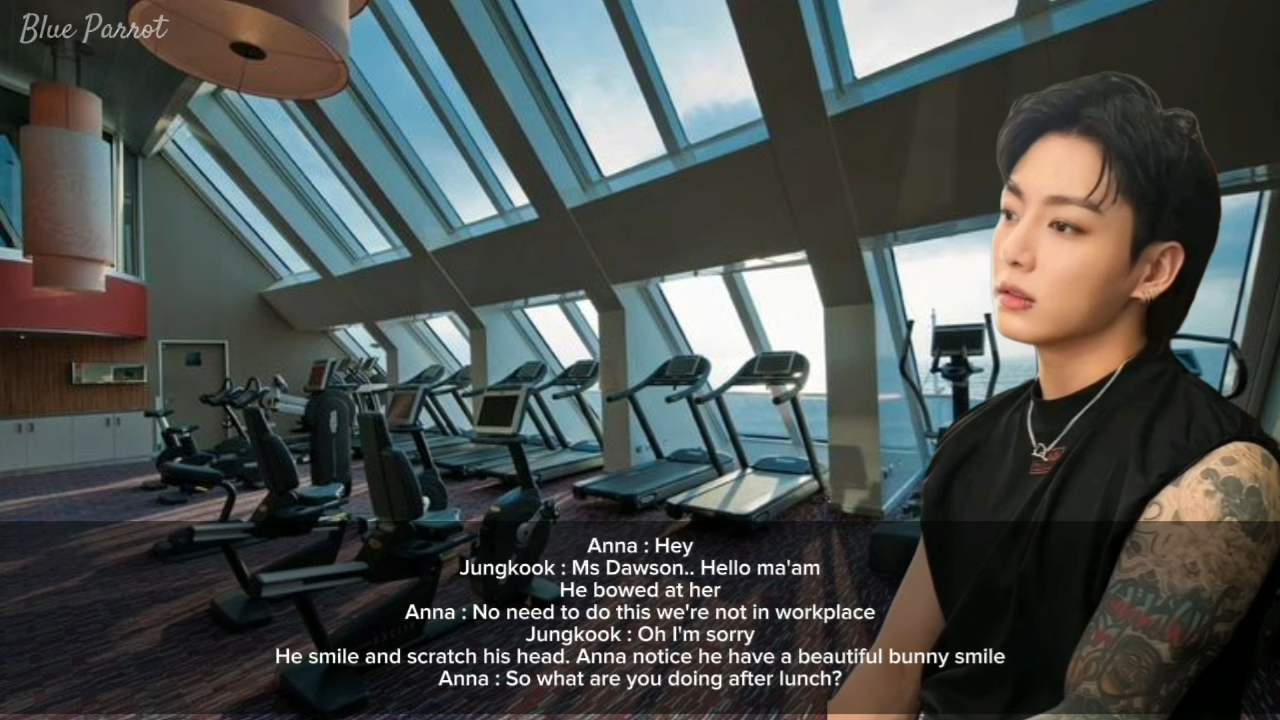 Blue Parrot
Anna : Hey
Jungkook : Ms Dawson.. Hello ma'am
He bowed at her
Anna : No need to do this we're not in workplace
Jungkook : Oh I'm sorry
He smile and scratch his head. Anna notice he have a beautiful bunny smile
Anna : So what are you doing after lunch?